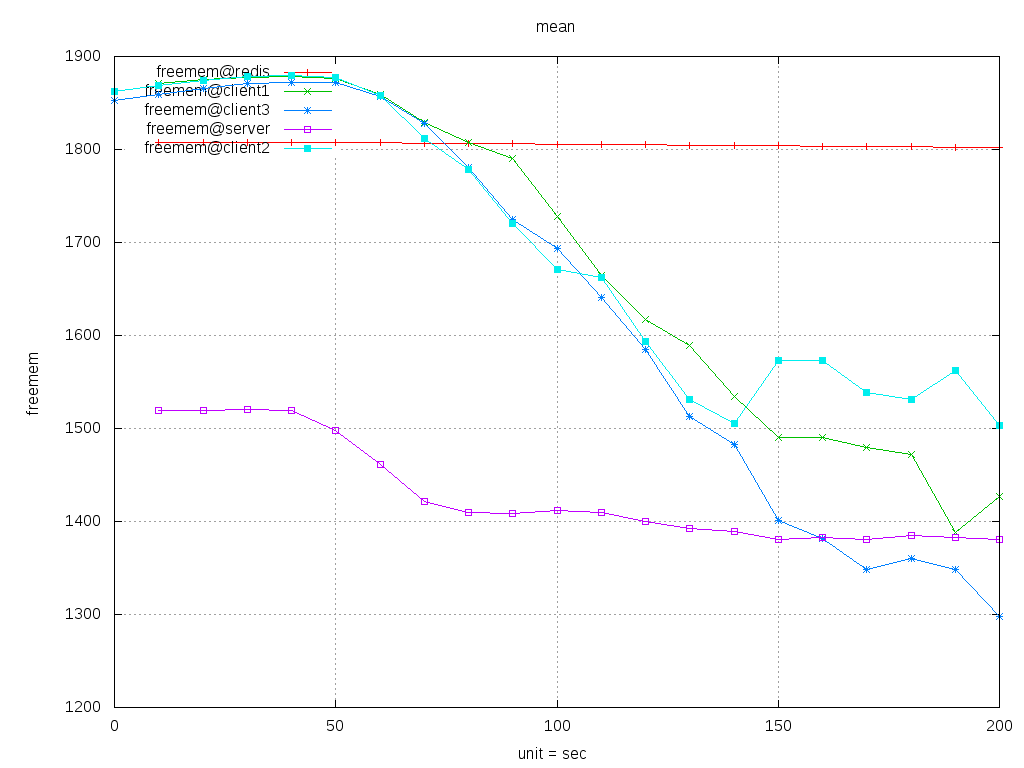 mean
1900
1800
1700
1600
1500
1400
1300
1200
freemem
freemem@redis
freemem@client1
freemem@client3
freemem@server
freemem@client2
0 50 100 150 200
unit = sec